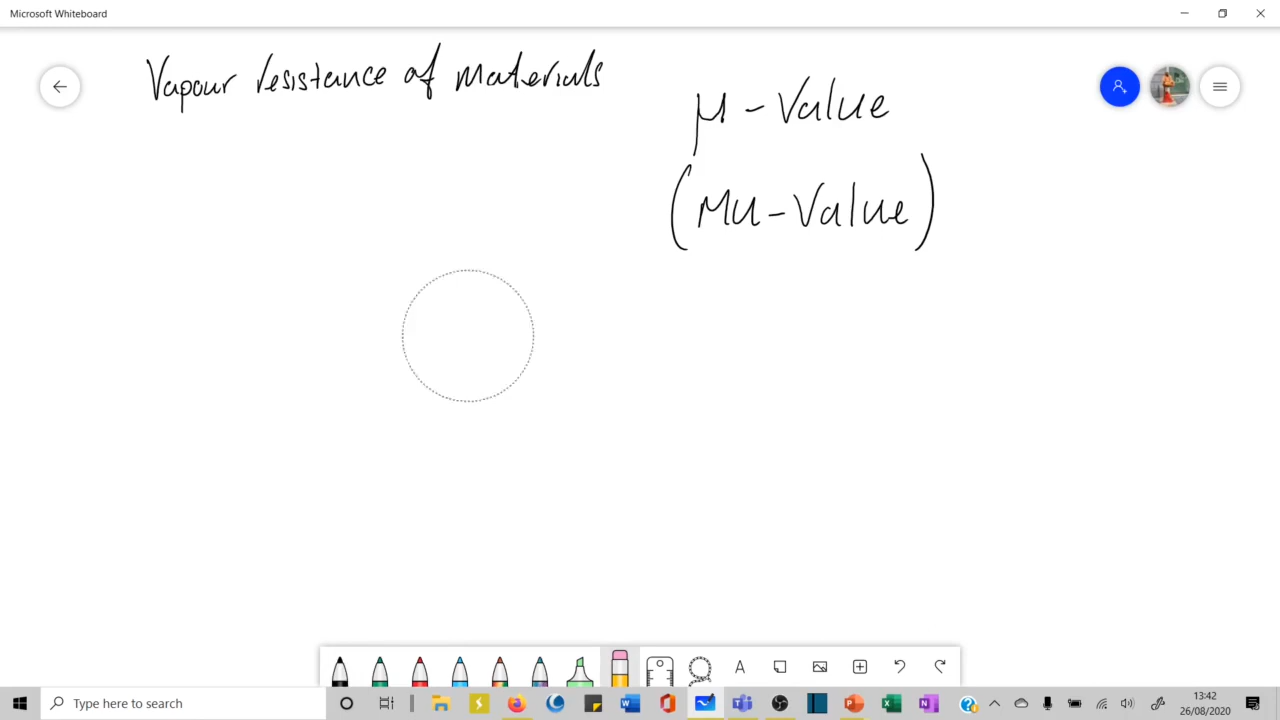 Microsoft Whiteboard
Vapour resistance of materials
μ - Value
(Mu - Value)
A
Type here to search
13:42
26/08/2020